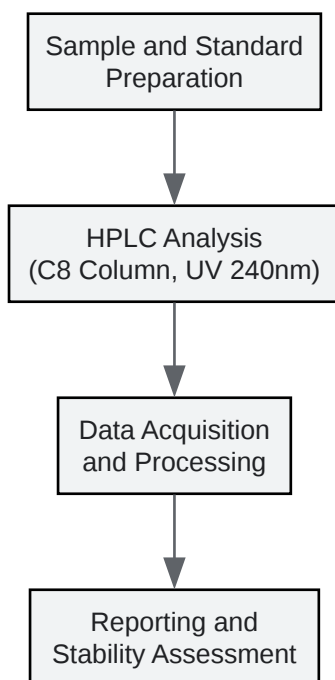 Sample and Standard
Preparation
HPLC Analysis
(C8 Column, UV 240nm)
Data Acquisition
and Processing
Reporting and
Stability Assessment